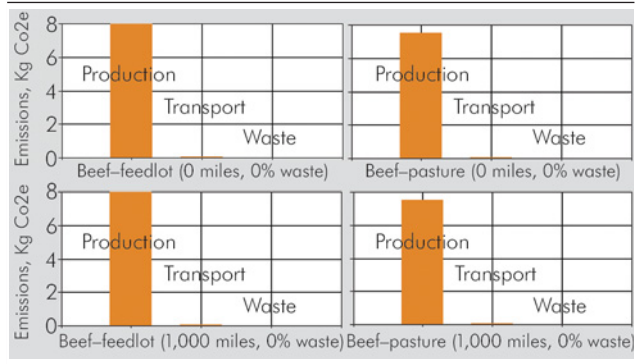 Emissions, Kg Co2e
8
6
4
2
0
Production
Transport
Waste
Beef–feedlot (0 miles, 0% waste)
Production
Transport
Waste
Beef–pasture (0 miles, 0% waste)
Emissions, Kg Co2e
8
6
4
2
0
Production
Transport
Waste
Beef–feedlot (1,000 miles, 0% waste)
Production
Transport
Waste
Beef–pasture (1,000 miles, 0% waste)